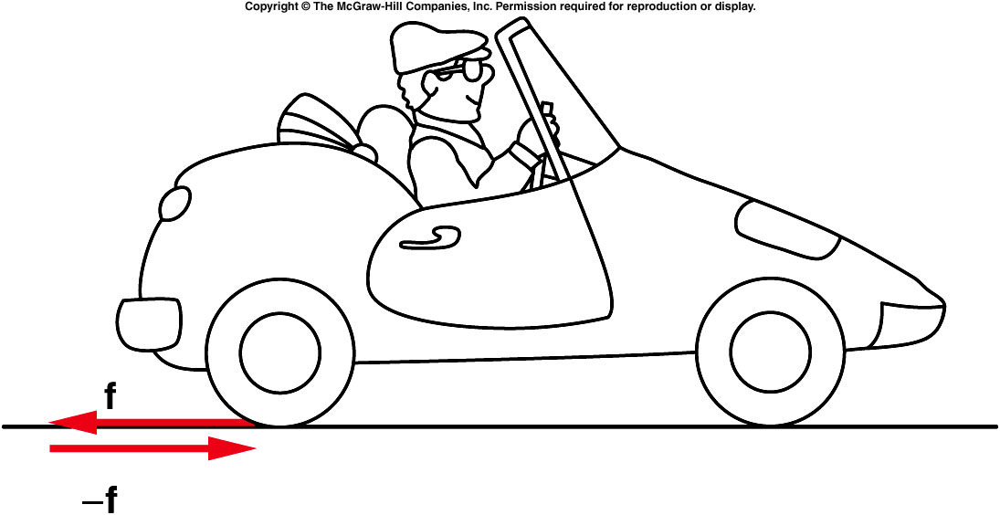 Copyright © The McGraw-Hill Companies, Inc. Permission required for reproduction or display.
f
−f